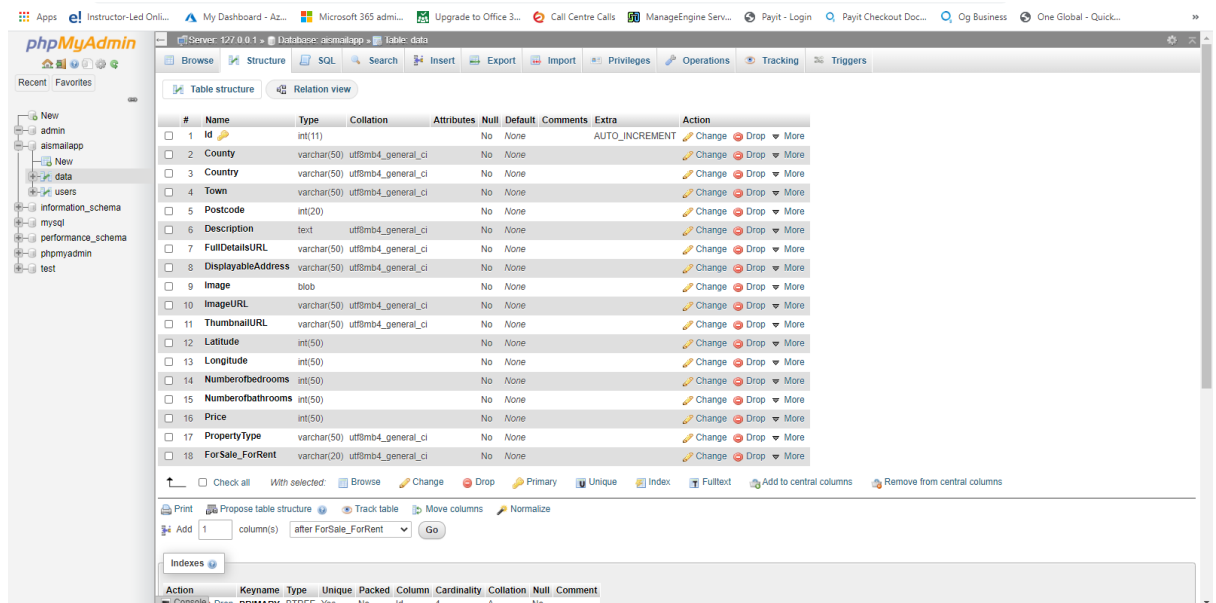 Apps Instructor-Led Onli... My Dashboard - Az... Microsoft 365 admi... Upgrade to Office 3... Call Centre Calls ManageEngine Serv... Payit - Login Payit Checkout Doc... Og Business One Global - Quick... »
phpMyAdmin
Recent Favorites
New
admin
aismailapp
New
data
users
information_schema
mysql
performance_schema
phpmyadmin
test
Server: 127.0.0.1 » Database: aismailapp » Table: data
Browse Structure SQL Search Insert Export Import Privileges Operations Tracking Triggers
Table structure Relation view
# Name Type Collation Attributes Null Default Comments Extra Action
1 Id int(11) No None AUTO_INCREMENT Change Drop More
2 County varchar(50) utf8mb4_general_ci No None Change Drop More
3 Country varchar(50) utf8mb4_general_ci No None Change Drop More
4 Town varchar(50) utf8mb4_general_ci No None Change Drop More
5 Postcode int(20) No None Change Drop More
6 Description text utf8mb4_general_ci No None Change Drop More
7 FullDetailsURL varchar(50) utf8mb4_general_ci No None Change Drop More
8 DisplayableAddress varchar(50) utf8mb4_general_ci No None Change Drop More
9 Image blob No None Change Drop More
10 ImageURL varchar(50) utf8mb4_general_ci No None Change Drop More
11 ThumbnailURL varchar(50) utf8mb4_general_ci No None Change Drop More
12 Latitude int(50) No None Change Drop More
13 Longitude int(50) No None Change Drop More
14 Numberofbedrooms int(50) No None Change Drop More
15 Numberofbathrooms int(50) No None Change Drop More
16 Price int(50) No None Change Drop More
17 PropertyType varchar(50) utf8mb4_general_ci No None Change Drop More
18 ForSale_ForRent varchar(20) utf8mb4_general_ci No None Change Drop More
Check all With selected: Browse Change Drop Primary Unique Index Fulltext Add to central columns Remove from central columns
Print Propose table structure Track table Move columns Normalize
Add 1 column(s) after ForSale_ForRent Go
Indexes
Action Keyname Type Unique Packed Column Cardinality Collation Null Comment
Console Drop PRIMARY BTREE Yes No Id 4 A No